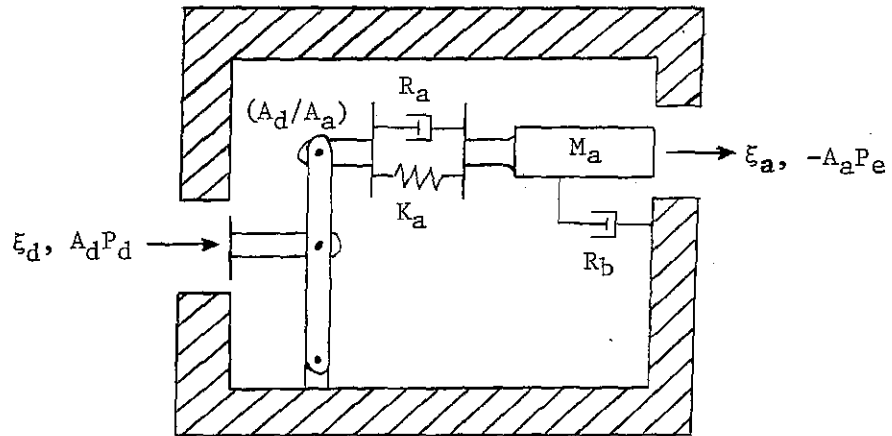 (A_d/A_a)
R_a
M_a
ξ_a, -A_aP_e
K_a
ξ_d, A_dP_d
R_b